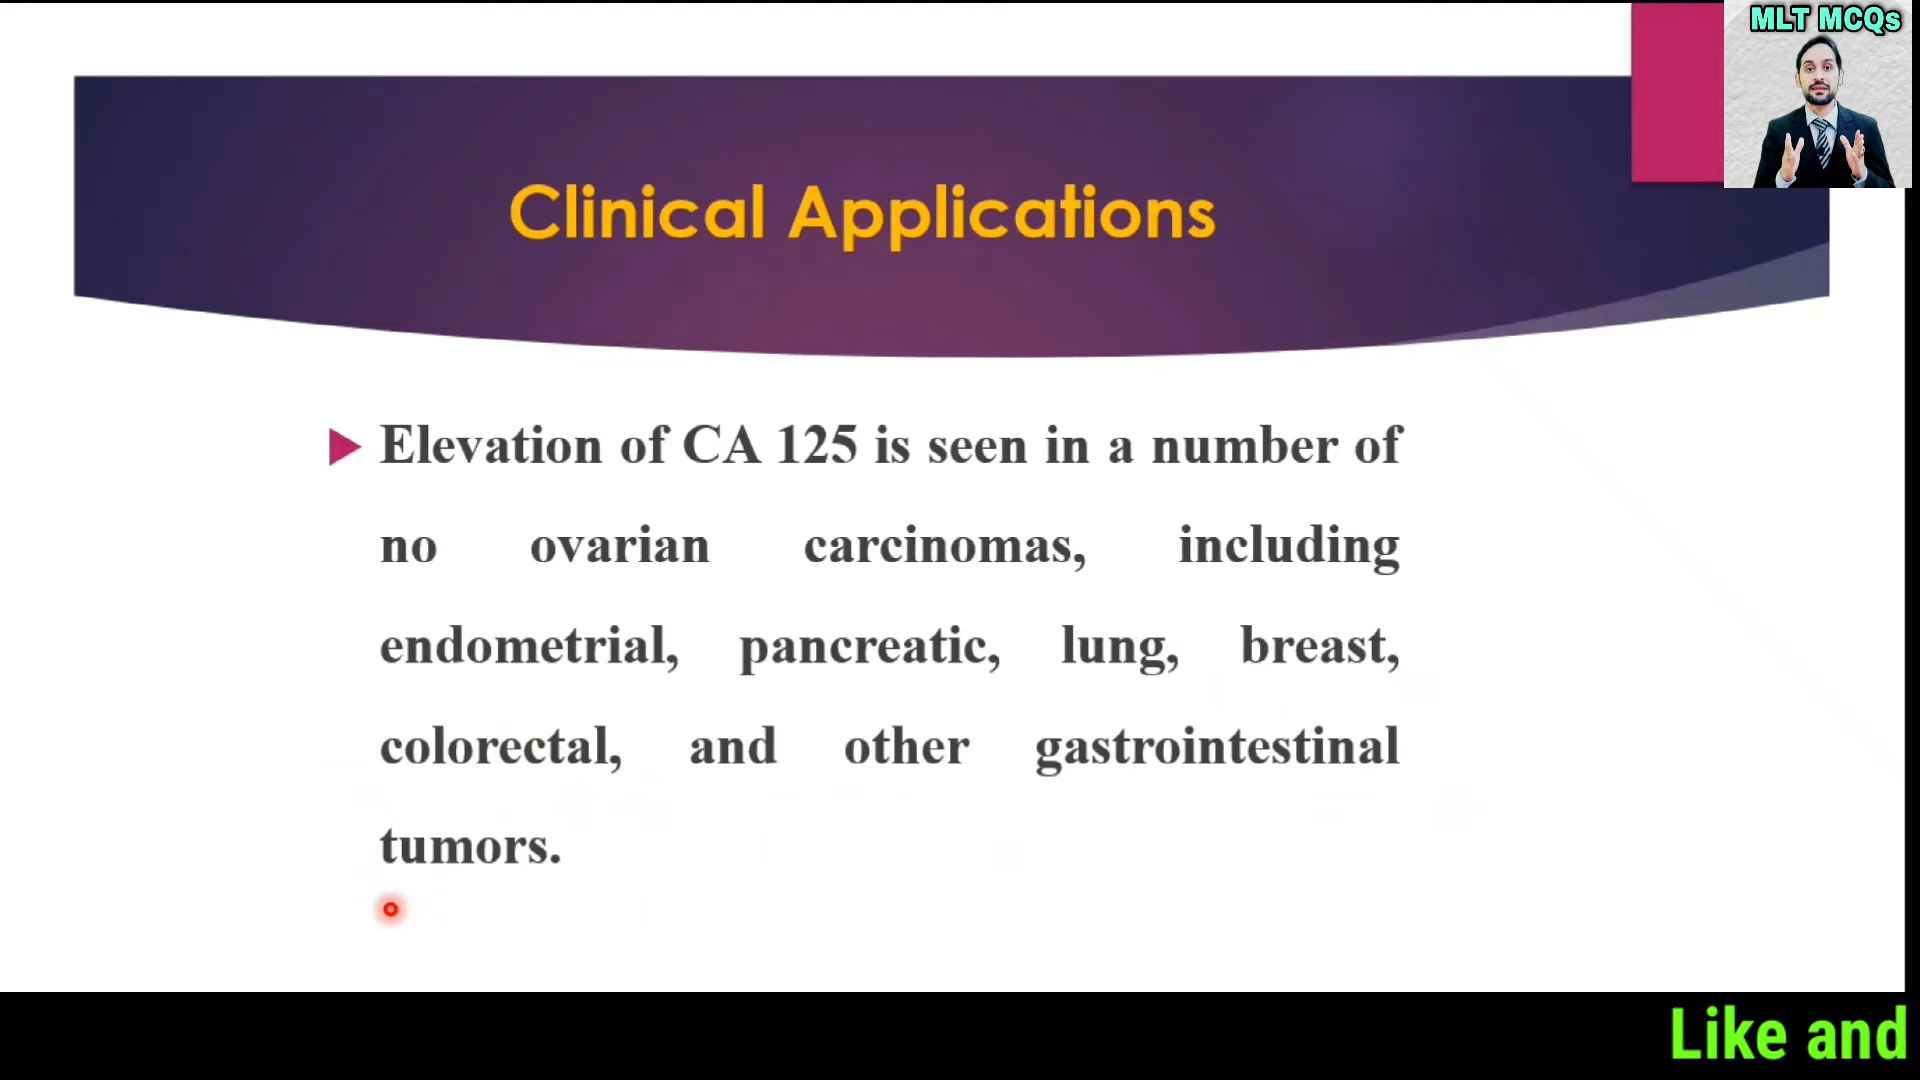 MLT MCQs
Clinical Applications
Elevation of CA 125 is seen in a number of
no ovarian carcinomas, including
endometrial, pancreatic, lung, breast,
colorectal, and other gastrointestinal
tumors.
Like and